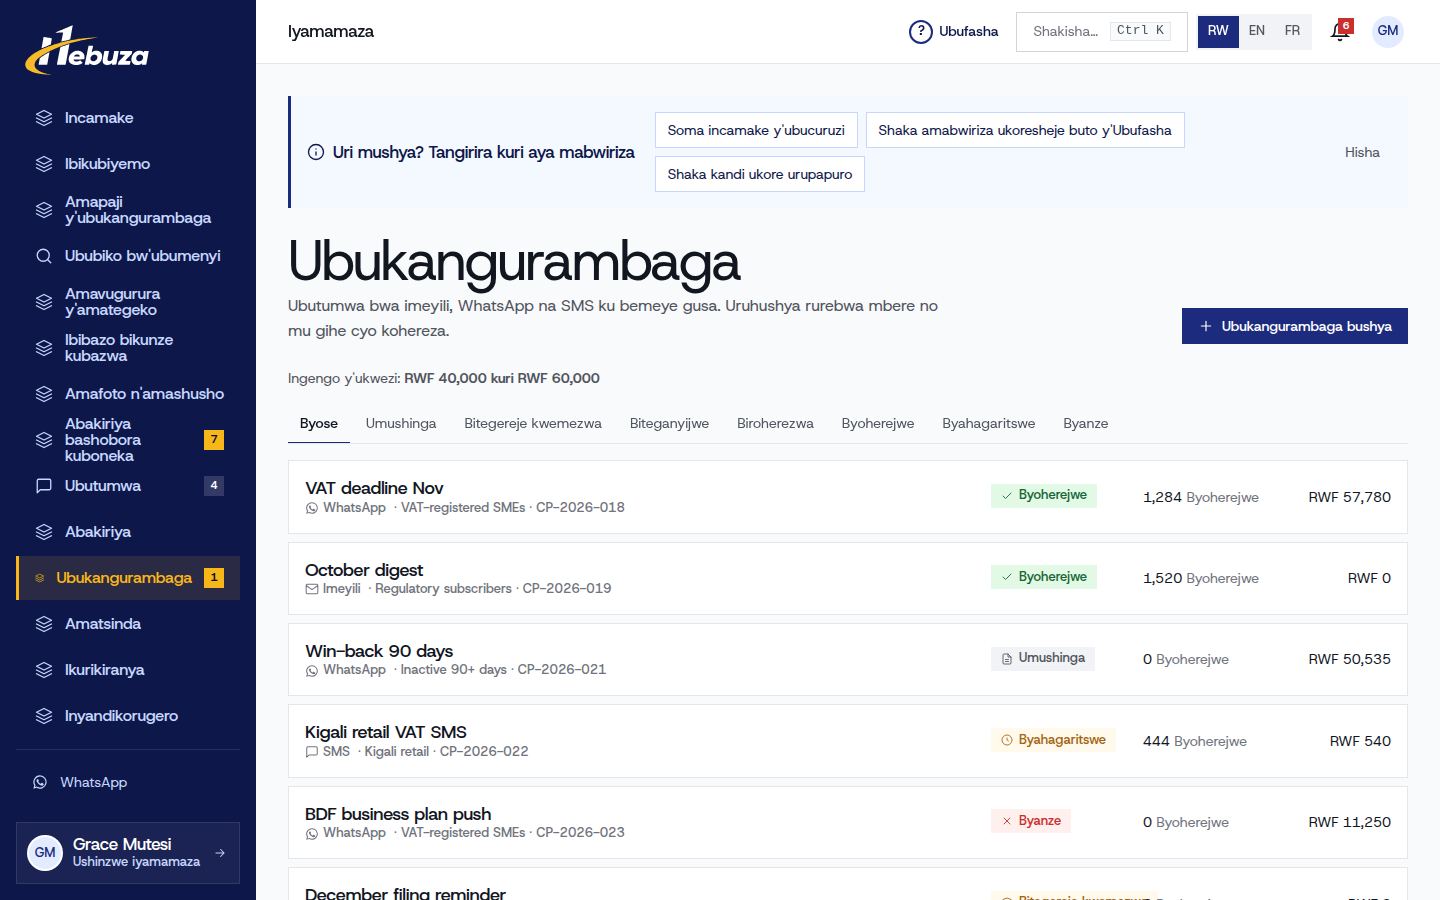 Hebuza
Incamake
Ibikubiyemo
Amapaji
y'ubukangurambaga
Ububiko bw'ubumenyi
Amavugurura
y'amategeko
Ibibazo bikunze
kubazwa
Amafoto n'amashusho
Abakiriya
bashobora
kuboneka
7
Ubutumwa
4
Abakiriya
Ubukangurambaga
1
Amatsinda
Ikurikiranya
Inyandikorugero
WhatsApp
GM
Grace Mutesi
Ushinzwe iyamamaza
Iyamamaza
? Ubufasha
Shakisha... Ctrl K
RW EN FR
6
GM
Uri mushya? Tangirira kuri aya mabwiriza
Soma incamake y'ubucuruzi
Shaka amabwiriza ukoresheje buto y'Ubufasha
Shaka kandi ukore urupapuro
Hisha
Ubukangurambaga
Ubutumwa bwa imeyili, WhatsApp na SMS ku bemeye gusa. Uruhushya rurebwa mbere no
mu gihe cyo kohereza.
Ubukangurambaga bushya
Ingengo y'ukwezi: RWF 40,000 kuri RWF 60,000
Byose Umushinga Bitegereje kwemezwa Biteganyijwe Biroherezwa Byoherejwe Byahagaritswe Byanze
VAT deadline Nov
WhatsApp · VAT-registered SMEs · CP-2026-018
Byoherejwe
1,284 Byoherejwe
RWF 57,780
October digest
Imeyili · Regulatory subscribers · CP-2026-019
Byoherejwe
1,520 Byoherejwe
RWF 0
Win-back 90 days
WhatsApp · Inactive 90+ days · CP-2026-021
Umushinga
0 Byoherejwe
RWF 50,535
Kigali retail VAT SMS
SMS · Kigali retail · CP-2026-022
Byahagaritswe
444 Byoherejwe
RWF 540
BDF business plan push
WhatsApp · VAT-registered SMEs · CP-2026-023
Byanze
0 Byoherejwe
RWF 11,250
December filing reminder